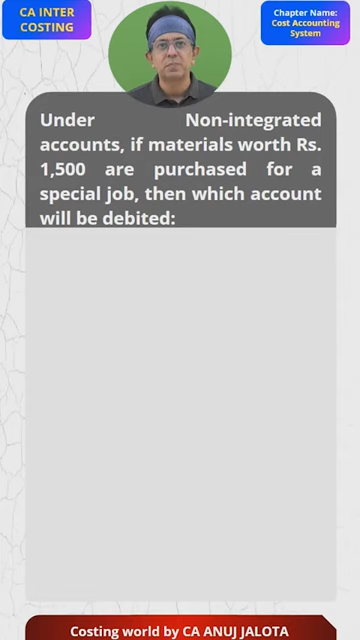 CA INTER
COSTING
Chapter Name:
Cost Accounting
System
Under Non-integrated
accounts, if materials worth Rs.
1,500 are purchased for a
special job, then which account
will be debited:
Costing world by CA ANUJ JALOTA